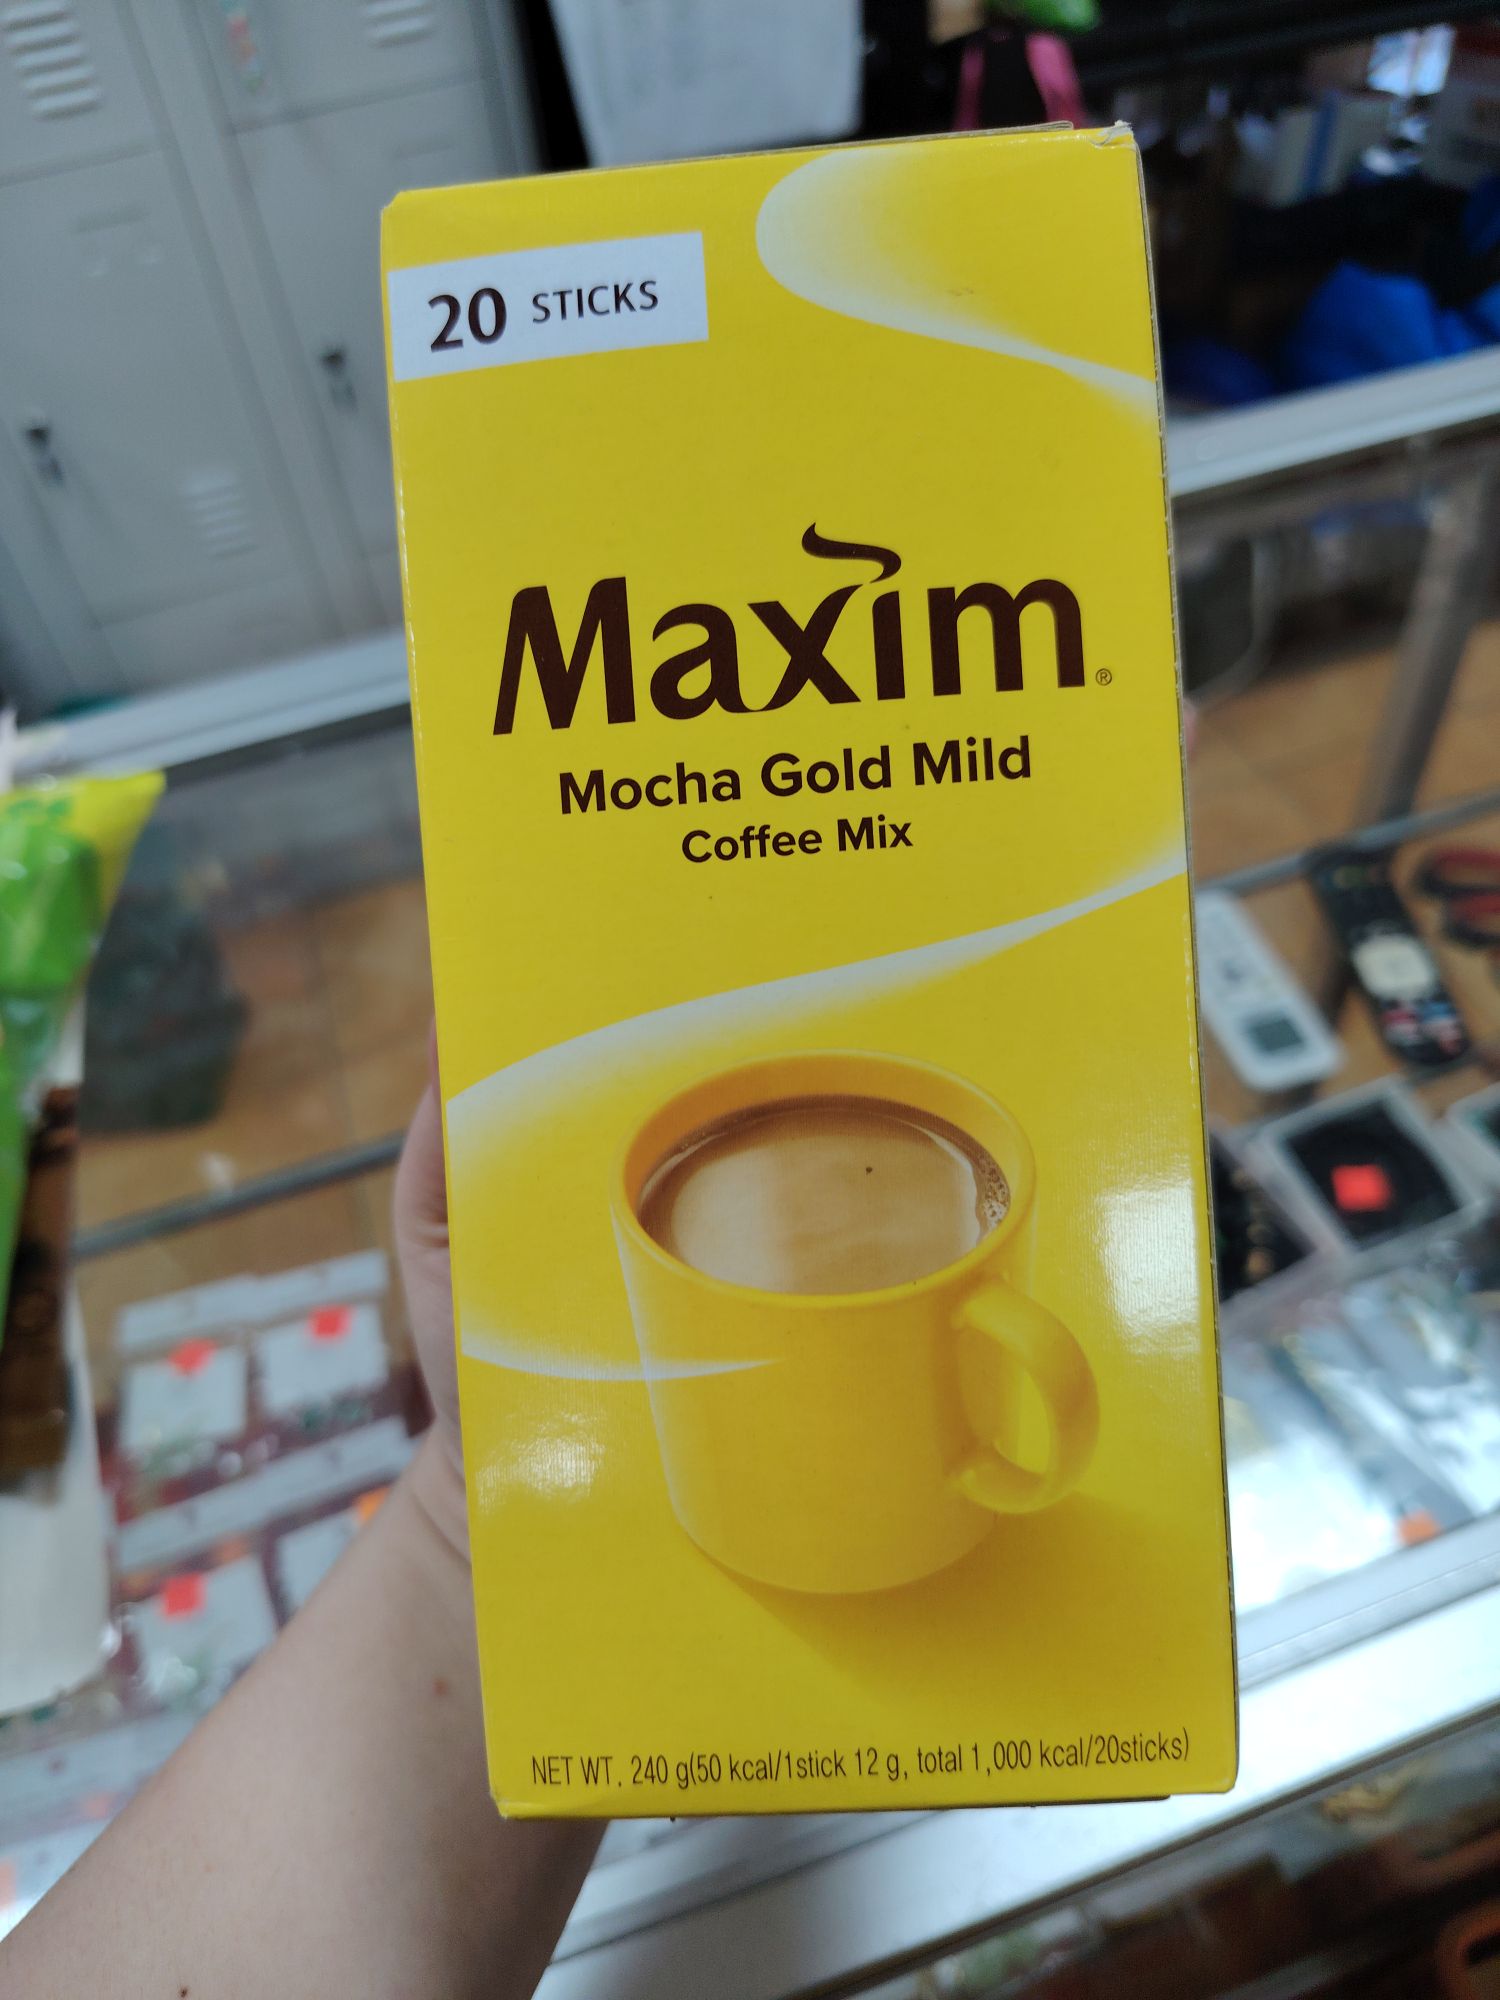 20 STICKS
Maxim®
Mocha Gold Mild
Coffee Mix
NET WT. 240 g(50 kcal/1stick 12 g, total 1,000 kcal/20sticks)